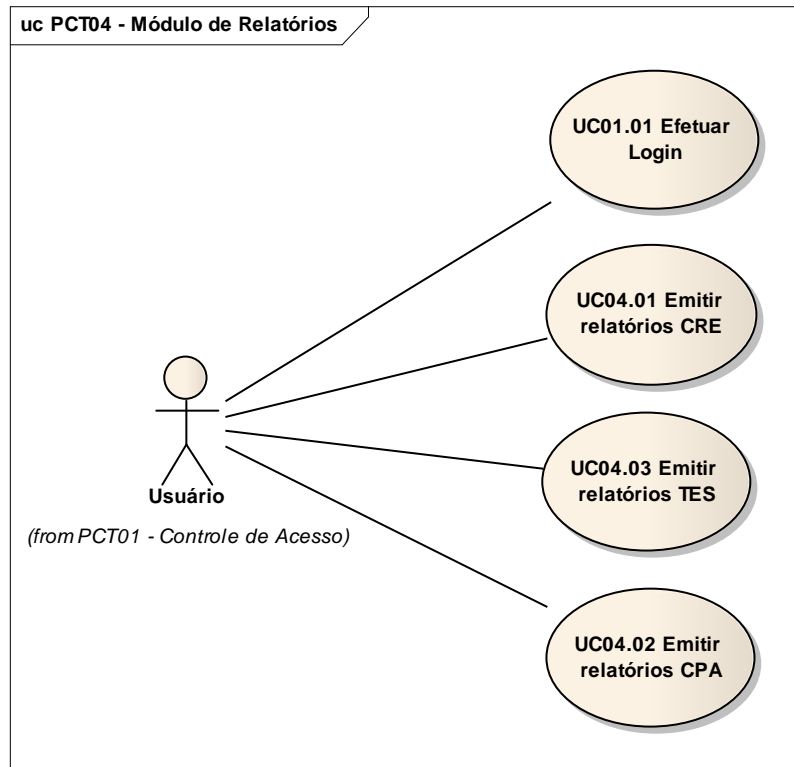 uc PCT04 - Módulo de Relatórios
UC01.01 Efetuar
Login
UC04.01 Emitir
relatórios CRE
UC04.03 Emitir
relatórios TES
Usuário
(from PCT01 - Controle de Acesso)
UC04.02 Emitir
relatórios CPA